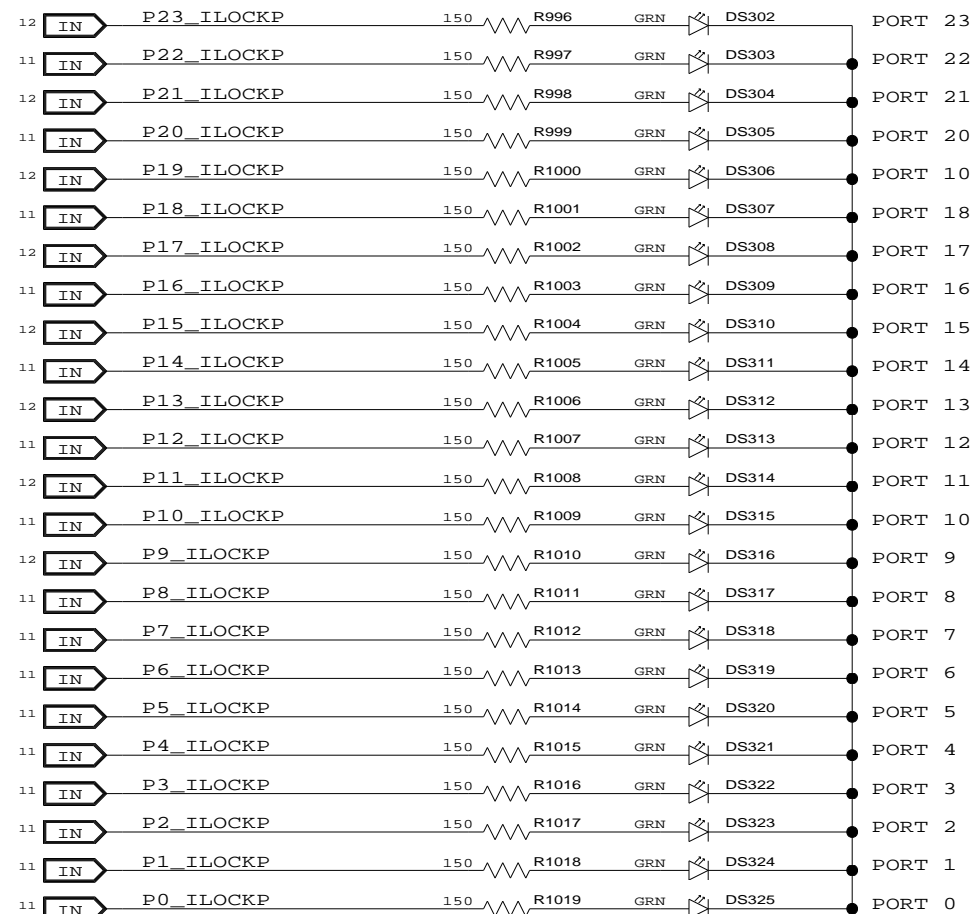 12 IN P23_ILOCKP 150 R996 GRN DS302 PORT 23
11 IN P22_ILOCKP 150 R997 GRN DS303 PORT 22
12 IN P21_ILOCKP 150 R998 GRN DS304 PORT 21
11 IN P20_ILOCKP 150 R999 GRN DS305 PORT 20
12 IN P19_ILOCKP 150 R1000 GRN DS306 PORT 10
11 IN P18_ILOCKP 150 R1001 GRN DS307 PORT 18
12 IN P17_ILOCKP 150 R1002 GRN DS308 PORT 17
11 IN P16_ILOCKP 150 R1003 GRN DS309 PORT 16
12 IN P15_ILOCKP 150 R1004 GRN DS310 PORT 15
11 IN P14_ILOCKP 150 R1005 GRN DS311 PORT 14
12 IN P13_ILOCKP 150 R1006 GRN DS312 PORT 13
11 IN P12_ILOCKP 150 R1007 GRN DS313 PORT 12
12 IN P11_ILOCKP 150 R1008 GRN DS314 PORT 11
11 IN P10_ILOCKP 150 R1009 GRN DS315 PORT 10
12 IN P9_ILOCKP 150 R1010 GRN DS316 PORT 9
11 IN P8_ILOCKP 150 R1011 GRN DS317 PORT 8
11 IN P7_ILOCKP 150 R1012 GRN DS318 PORT 7
11 IN P6_ILOCKP 150 R1013 GRN DS319 PORT 6
11 IN P5_ILOCKP 150 R1014 GRN DS320 PORT 5
11 IN P4_ILOCKP 150 R1015 GRN DS321 PORT 4
11 IN P3_ILOCKP 150 R1016 GRN DS322 PORT 3
11 IN P2_ILOCKP 150 R1017 GRN DS323 PORT 2
11 IN P1_ILOCKP 150 R1018 GRN DS324 PORT 1
11 IN P0_ILOCKP 150 R1019 GRN DS325 PORT 0